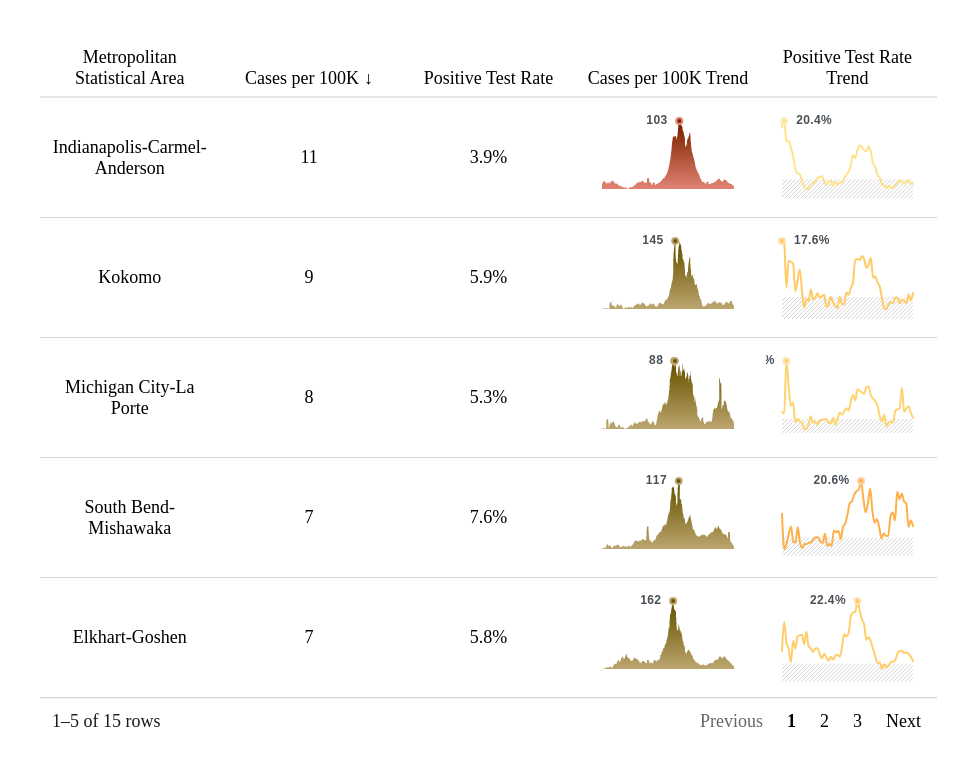 Metropolitan
Statistical Area
Cases per 100K ↓
Positive Test Rate
Cases per 100K Trend
Positive Test Rate
Trend
Indianapolis-Carmel-
Anderson
11
3.9%
103
20.4%
Kokomo
9
5.9%
145
17.6%
Michigan City-La
Porte
8
5.3%
88
%
South Bend-
Mishawaka
7
7.6%
117
20.6%
Elkhart-Goshen
7
5.8%
162
22.4%
1–5 of 15 rows
Previous 1 2 3 Next